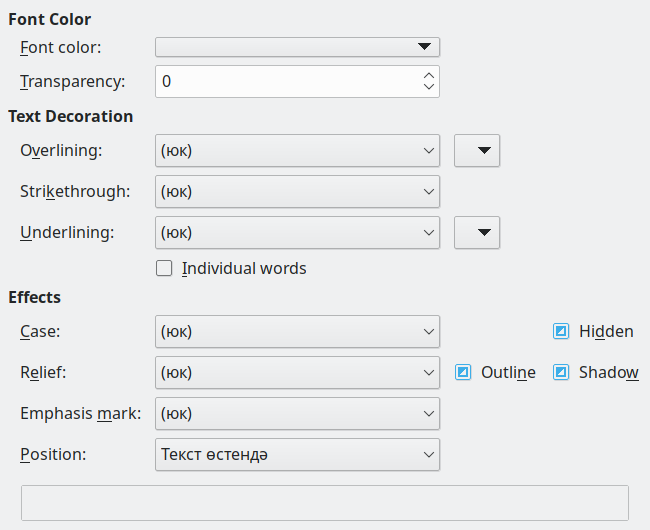 Font Color
Font color:
Transparency: 0
Text Decoration
Overlining: (юк)
Strikethrough: (юк)
Underlining: (юк)
Individual words
Effects
Case: (юк) Hidden
Relief: (юк) Outline Shadow
Emphasis mark: (юк)
Position: Текст өстендә